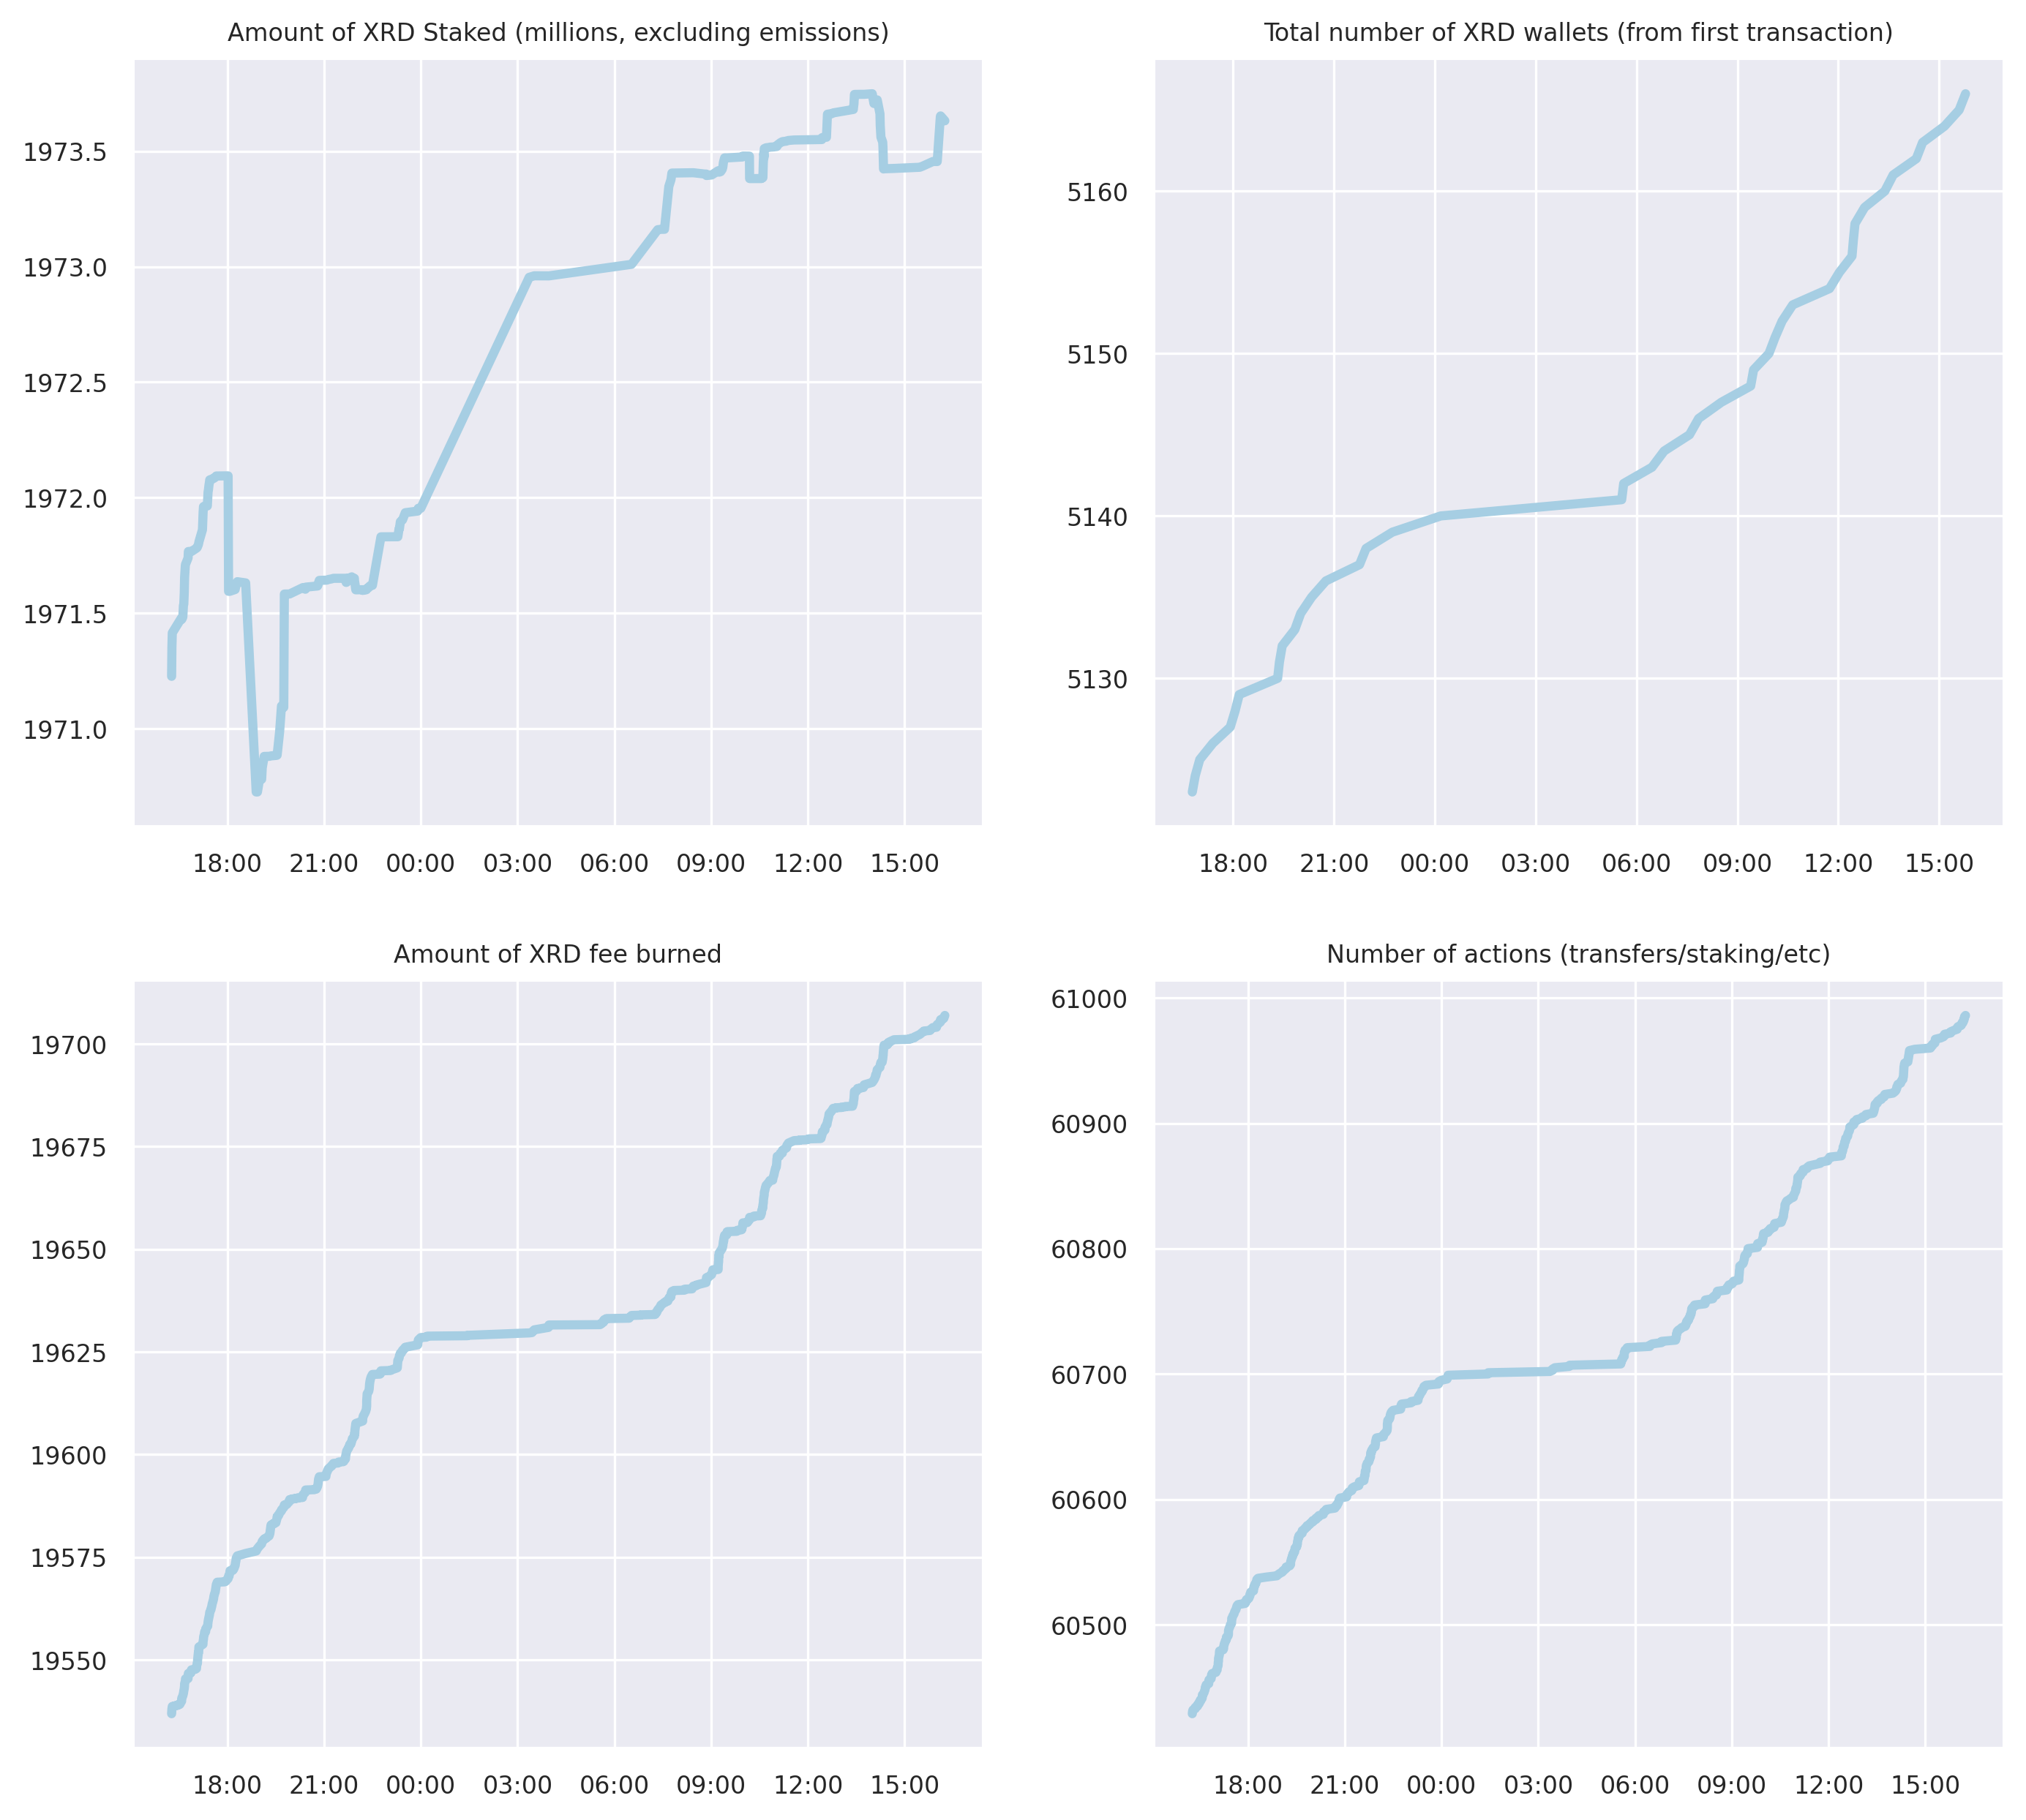 Amount of XRD Staked (millions, excluding emissions)
1973.5
1973.0
1972.5
1972.0
1971.5
1971.0
18:00 21:00 00:00 03:00 06:00 09:00 12:00 15:00
Total number of XRD wallets (from first transaction)
5160
5150
5140
5130
18:00 21:00 00:00 03:00 06:00 09:00 12:00 15:00
Amount of XRD fee burned
19700
19675
19650
19625
19600
19575
19550
18:00 21:00 00:00 03:00 06:00 09:00 12:00 15:00
Number of actions (transfers/staking/etc)
61000
60900
60800
60700
60600
60500
18:00 21:00 00:00 03:00 06:00 09:00 12:00 15:00